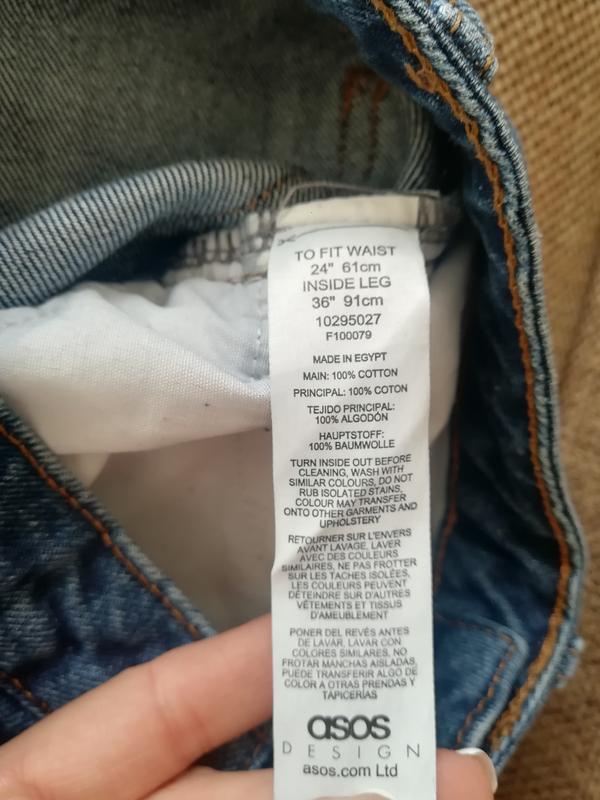 TO FIT WAIST
24" 61cm
INSIDE LEG
36" 91cm
10295027
F100079
MADE IN EGYPT
MAIN: 100% COTTON
PRINCIPAL: 100% COTON
TEJIDO PRINCIPAL:
100% ALGODÓN
HAUPTSTOFF:
100% BAUMWOLLE
TURN INSIDE OUT BEFORE
CLEANING, WASH WITH
SIMILAR COLOURS, DO NOT
RUB ISOLATED STAINS,
COLOUR MAY TRANSFER
ONTO OTHER GARMENTS AND
UPHOLSTERY
RETOURNER SUR L'ENVERS
AVANT LAVAGE, LAVER
AVEC DES COULEURS
SIMILAIRES, NE PAS FROTTER
SUR LES TACHES ISOLÉES,
LES COULEURS PEUVENT
DÉTEINDRE SUR D'AUTRES
VÊTEMENTS ET TISSUS
D'AMEUBLEMENT
PONER DEL REVÉS ANTES
DE LAVAR, LAVAR CON
COLORES SIMILARES, NO
FROTAR MANCHAS AISLADAS,
PUEDE TRANSFERIR ALGO DE
COLOR A OTRAS PRENDAS Y
TAPICERÍAS
asos
DESIGN
asos.com Ltd